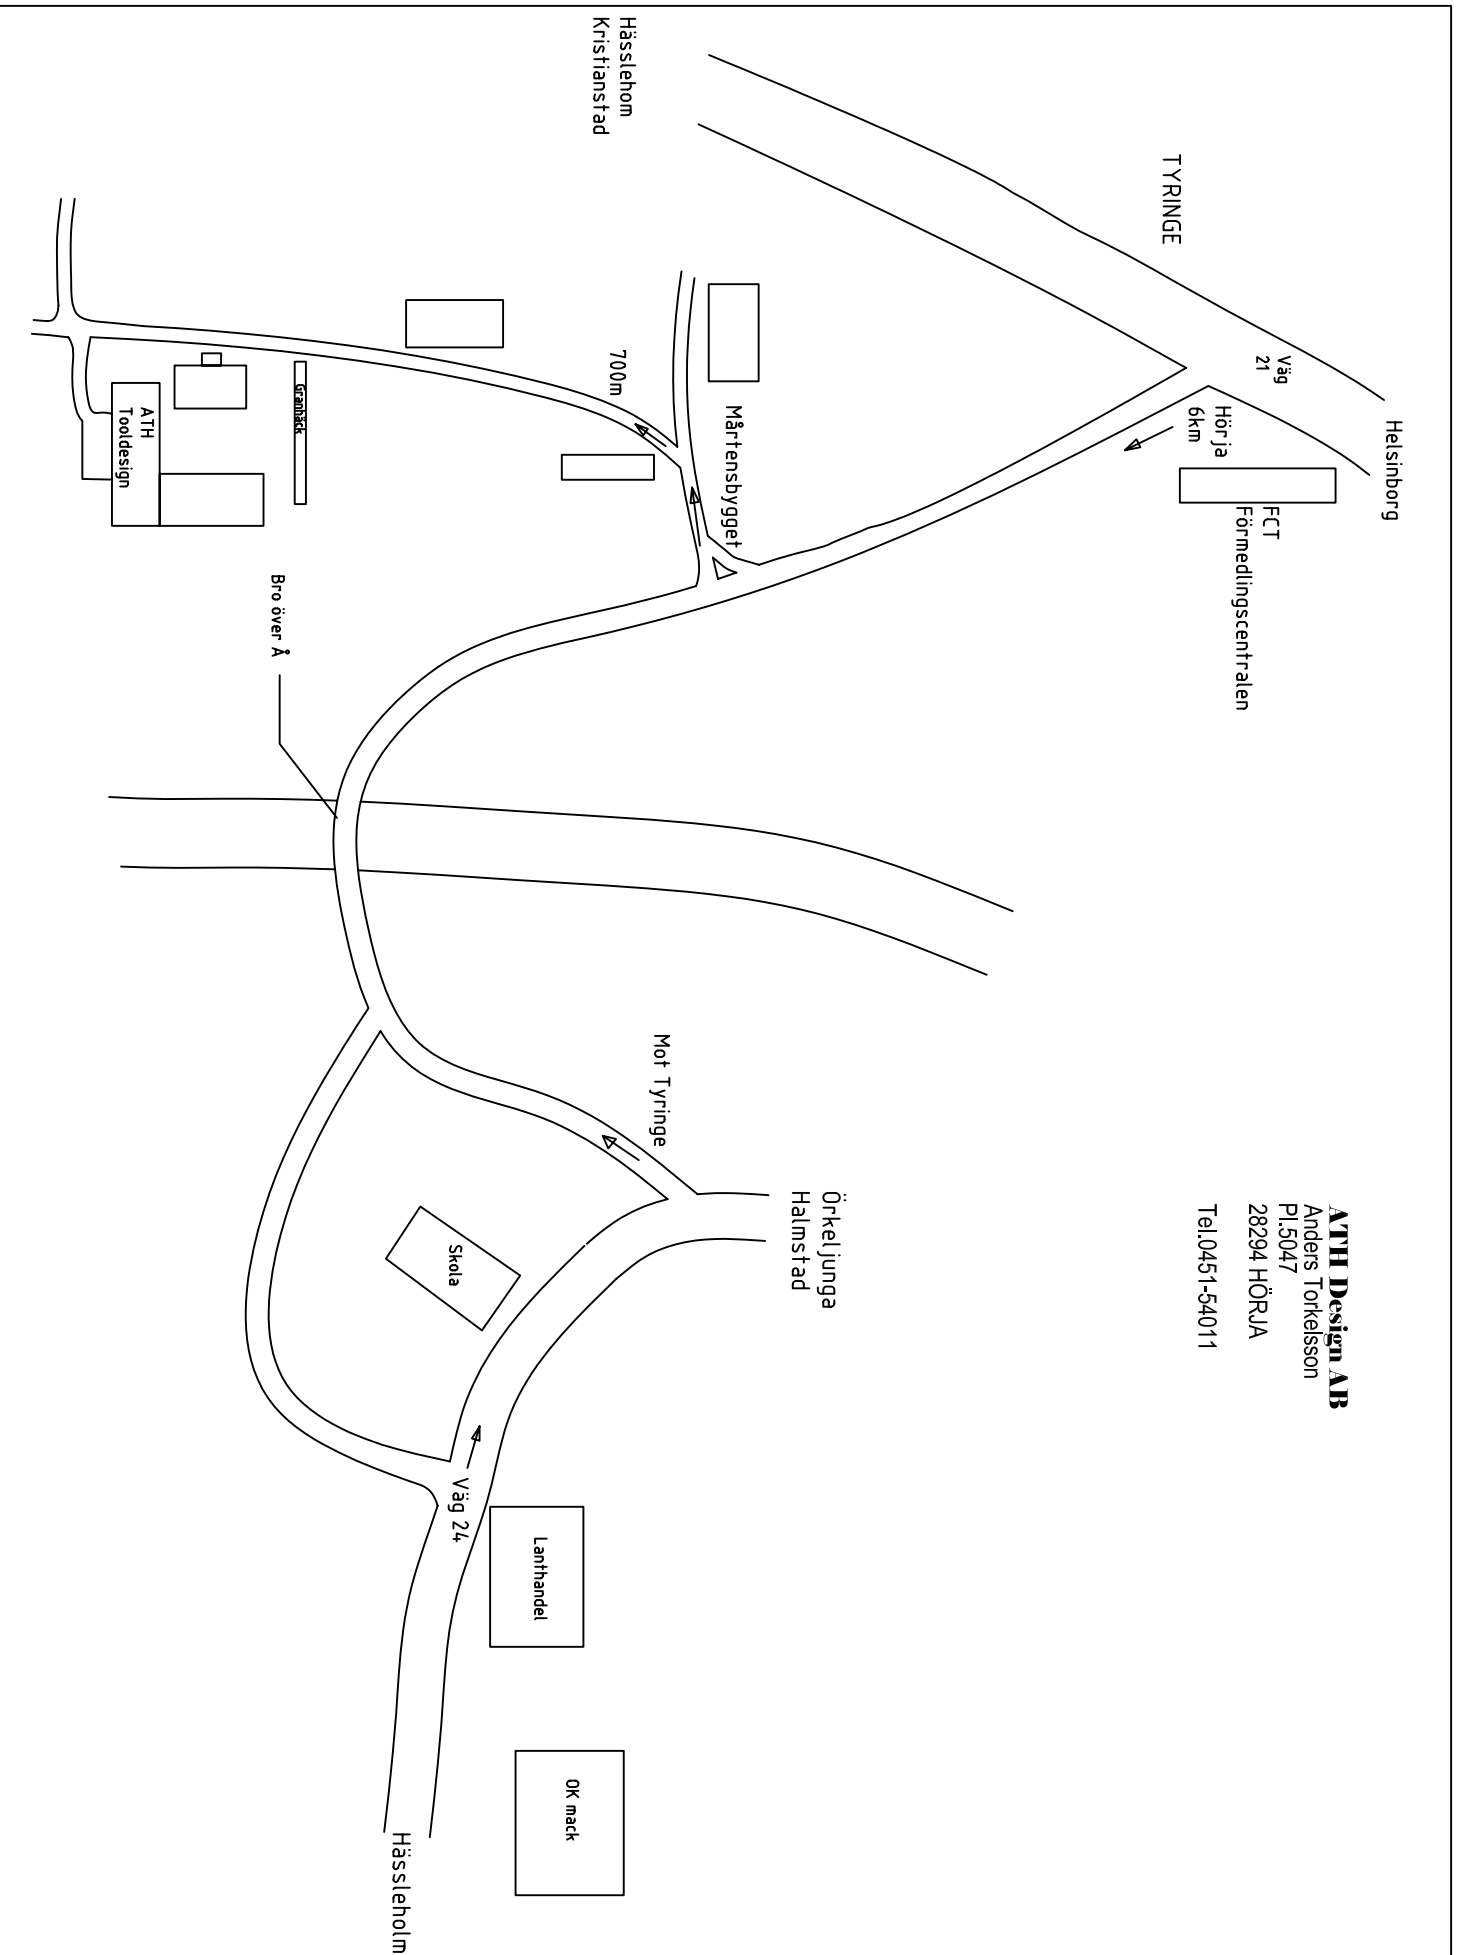 Helsinborg
Väg
21
TYRINGE
Hörja
6km
FCT
Förmedlingscentralen
ATH Design AB
Anders Torkelsson
Pl.5047
28294 HÖRJA
Tel.0451-54011
Hässlehom
Kristianstad
Mårtensbygget
700m
Örkeljunga
Halmstad
Mot Tyringe
Granhäck
ATH
Tooldesign
Bro över Å
Skola
Väg 24
Lanthandel
OK mack
Hässleholm